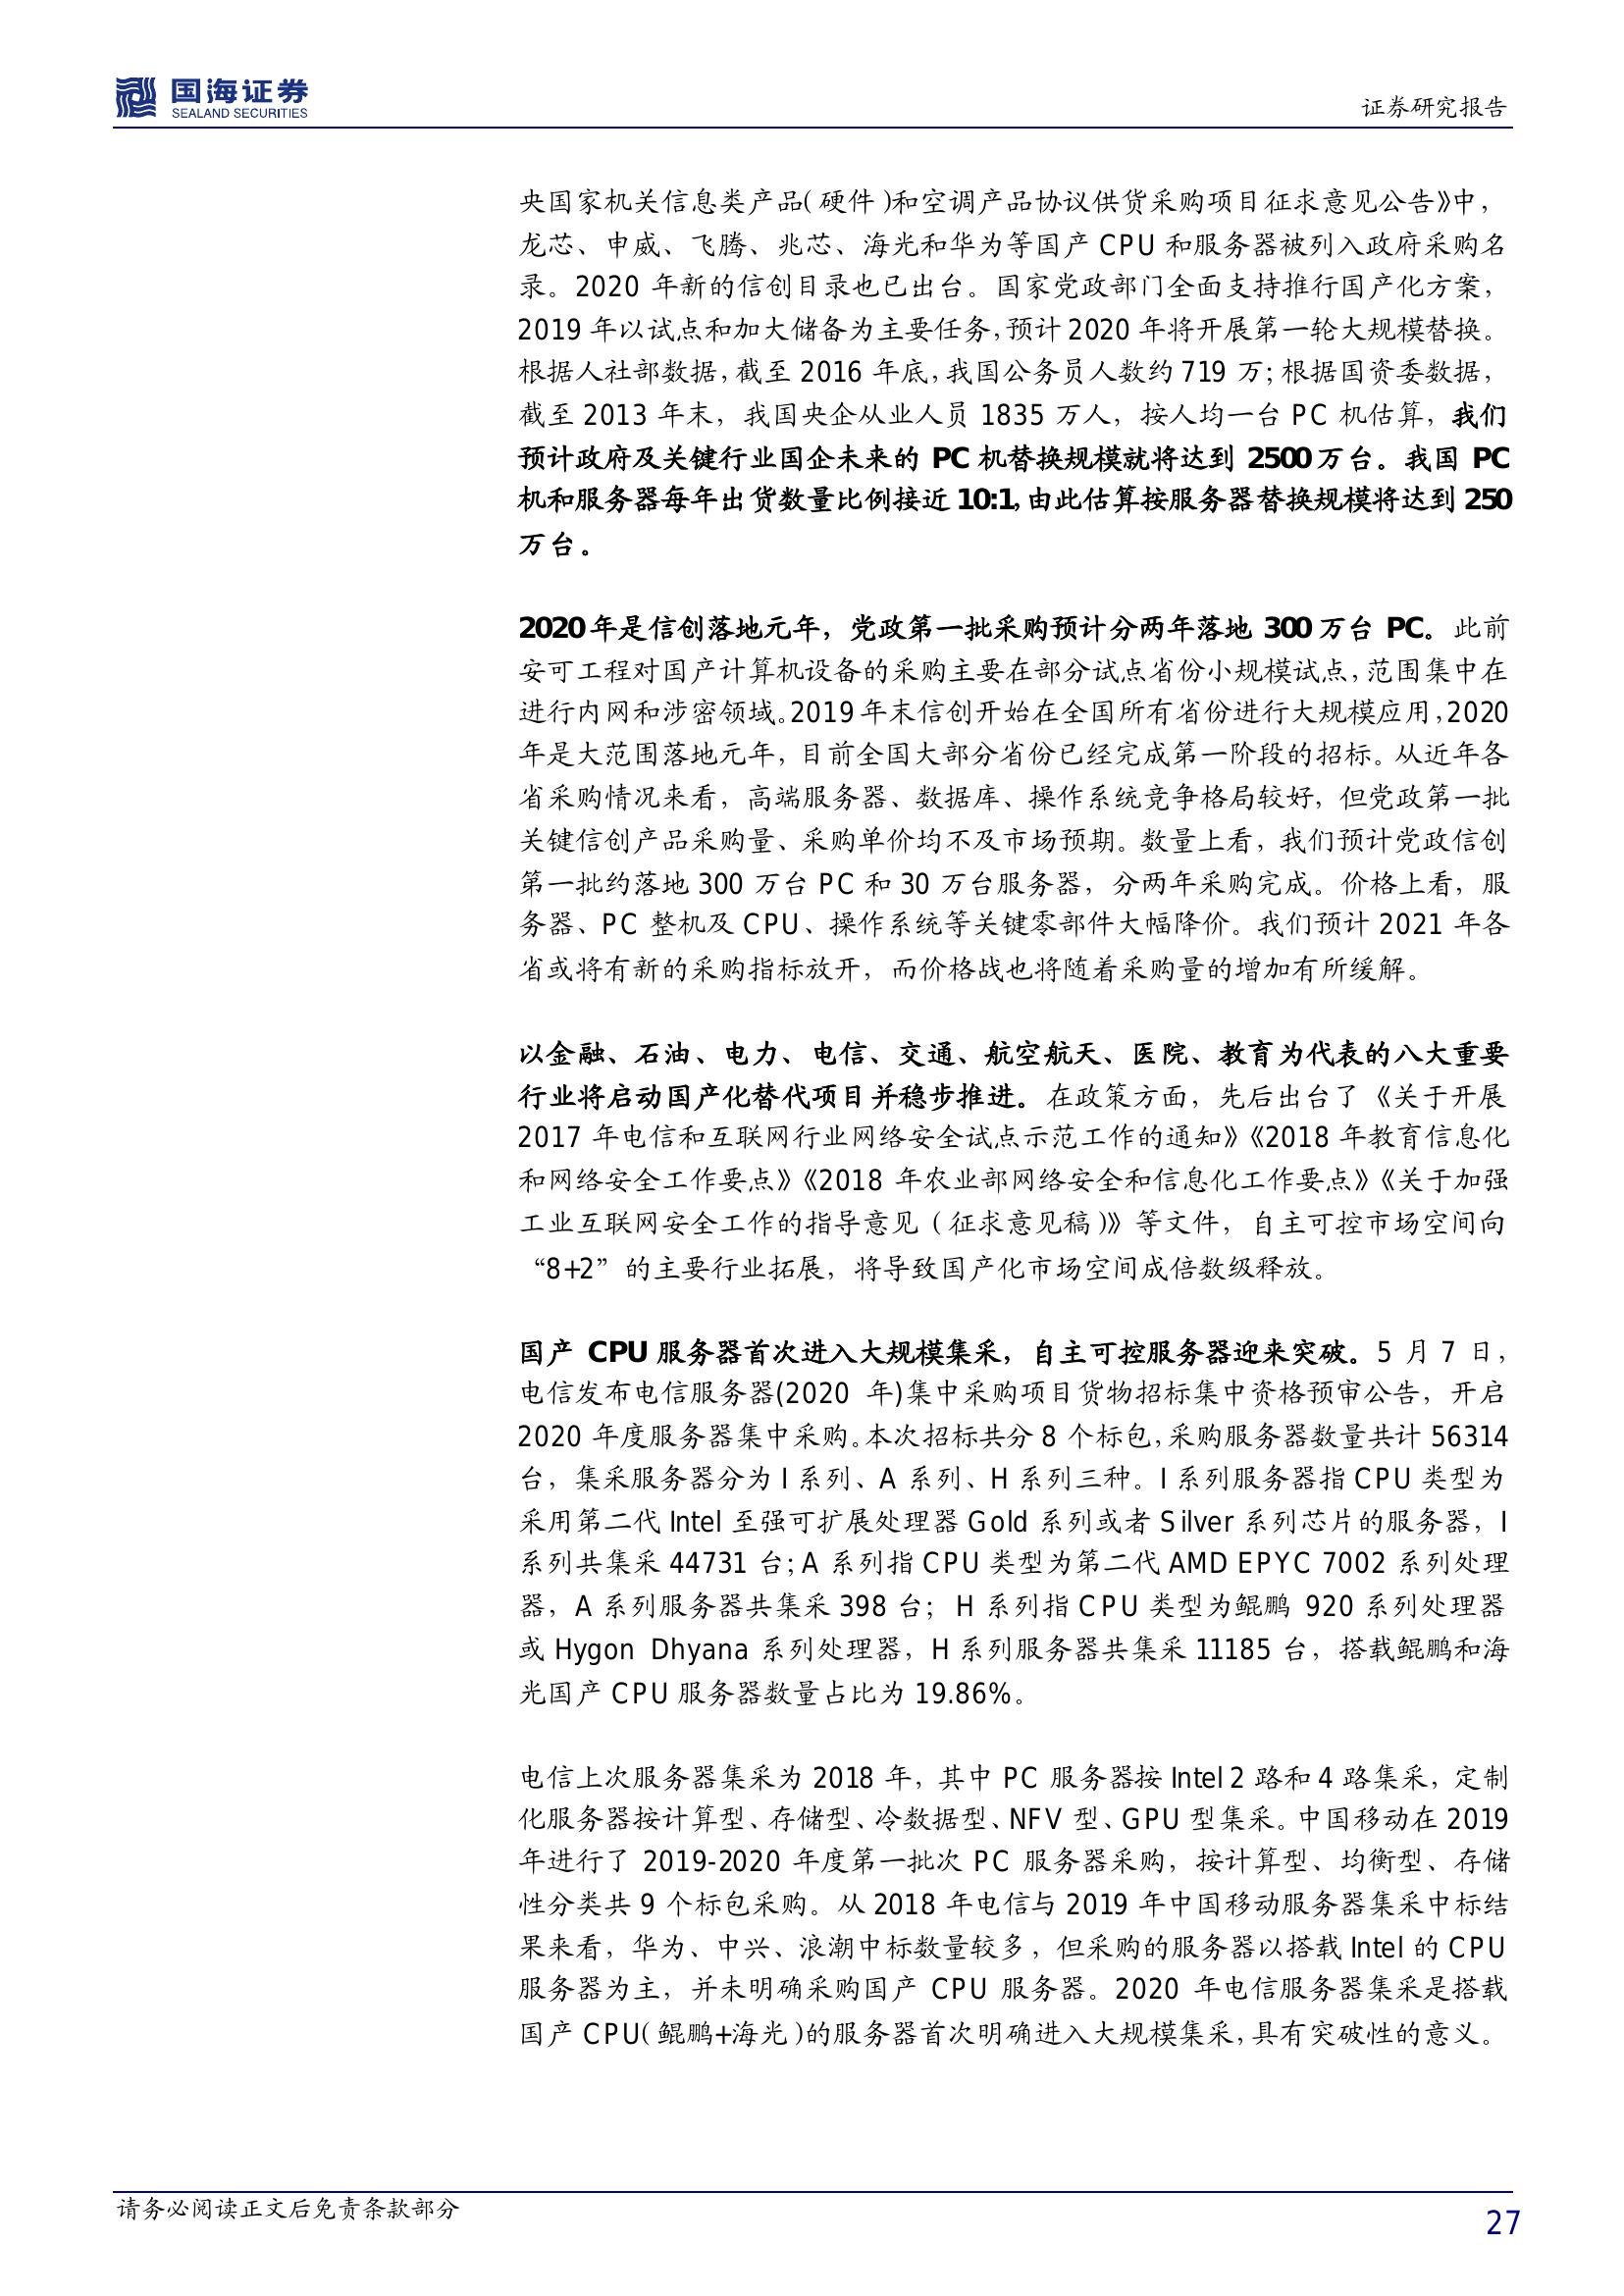 国海证券
SEALAND SECURITIES
证券研究报告
央国家机关信息类产品(硬件)和空调产品协议供货采购项目征求意见公告》中，
龙芯、申威、飞腾、兆芯、海光和华为等国产 CPU 和服务器被列入政府采购名
录。2020 年新的信创目录也已出台。国家党政部门全面支持推行国产化方案，
2019 年以试点和加大储备为主要任务，预计 2020 年将开展第一轮大规模替换。
根据人社部数据，截至 2016 年底，我国公务员人数约 719 万；根据国资委数据，
截至 2013 年末，我国央企从业人员 1835 万人，按人均一台 PC 机估算，我们
预计政府及关键行业国企未来的 PC 机替换规模就将达到 2500 万台。我国 PC
机和服务器每年出货数量比例接近 10:1，由此估算按服务器替换规模将达到 250
万台。
2020 年是信创落地元年，党政第一批采购预计分两年落地 300 万台 PC。此前
安可工程对国产计算机设备的采购主要在部分试点省份小规模试点，范围集中在
进行内网和涉密领域。2019 年末信创开始在全国所有省份进行大规模应用，2020
年是大范围落地元年，目前全国大部分省份已经完成第一阶段的招标。从近年各
省采购情况来看，高端服务器、数据库、操作系统竞争格局较好，但党政第一批
关键信创产品采购量、采购单价均不及市场预期。数量上看，我们预计党政信创
第一批约落地 300 万台 PC 和 30 万台服务器，分两年采购完成。价格上看，服
务器、PC 整机及 CPU、操作系统等关键零部件大幅降价。我们预计 2021 年各
省或将有新的采购指标放开，而价格战也将随着采购量的增加有所缓解。
以金融、石油、电力、电信、交通、航空航天、医院、教育为代表的八大重要
行业将启动国产化替代项目并稳步推进。在政策方面，先后出台了《关于开展
2017 年电信和互联网行业网络安全试点示范工作的通知》《2018 年教育信息化
和网络安全工作要点》《2018 年农业部网络安全和信息化工作要点》《关于加强
工业互联网安全工作的指导意见（征求意见稿）》等文件，自主可控市场空间向
“8+2”的主要行业拓展，将导致国产化市场空间成倍数级释放。
国产 CPU 服务器首次进入大规模集采，自主可控服务器迎来突破。5 月 7 日，
电信发布电信服务器(2020 年)集中采购项目货物招标集中资格预审公告，开启
2020 年度服务器集中采购。本次招标共分 8 个标包，采购服务器数量共计 56314
台，集采服务器分为 I 系列、A 系列、H 系列三种。I 系列服务器指 CPU 类型为
采用第二代 Intel 至强可扩展处理器 Gold 系列或者 Silver 系列芯片的服务器，I
系列共集采 44731 台；A 系列指 CPU 类型为第二代 AMD EPYC 7002 系列处理
器，A 系列服务器共集采 398 台；H 系列指 CPU 类型为鲲鹏 920 系列处理器
或 Hygon Dhyana 系列处理器，H 系列服务器共集采 11185 台，搭载鲲鹏和海
光国产 CPU 服务器数量占比为 19.86%。
电信上次服务器集采为 2018 年，其中 PC 服务器按 Intel 2 路和 4 路集采，定制
化服务器按计算型、存储型、冷数据型、NFV 型、GPU 型集采。中国移动在 2019
年进行了 2019-2020 年度第一批次 PC 服务器采购，按计算型、均衡型、存储
性分类共 9 个标包采购。从 2018 年电信与 2019 年中国移动服务器集采中标结
果来看，华为、中兴、浪潮中标数量较多，但采购的服务器以搭载 Intel 的 CPU
服务器为主，并未明确采购国产 CPU 服务器。2020 年电信服务器集采是搭载
国产 CPU(鲲鹏+海光)的服务器首次明确进入大规模集采，具有突破性的意义。
请务必阅读正文后免责条款部分
27